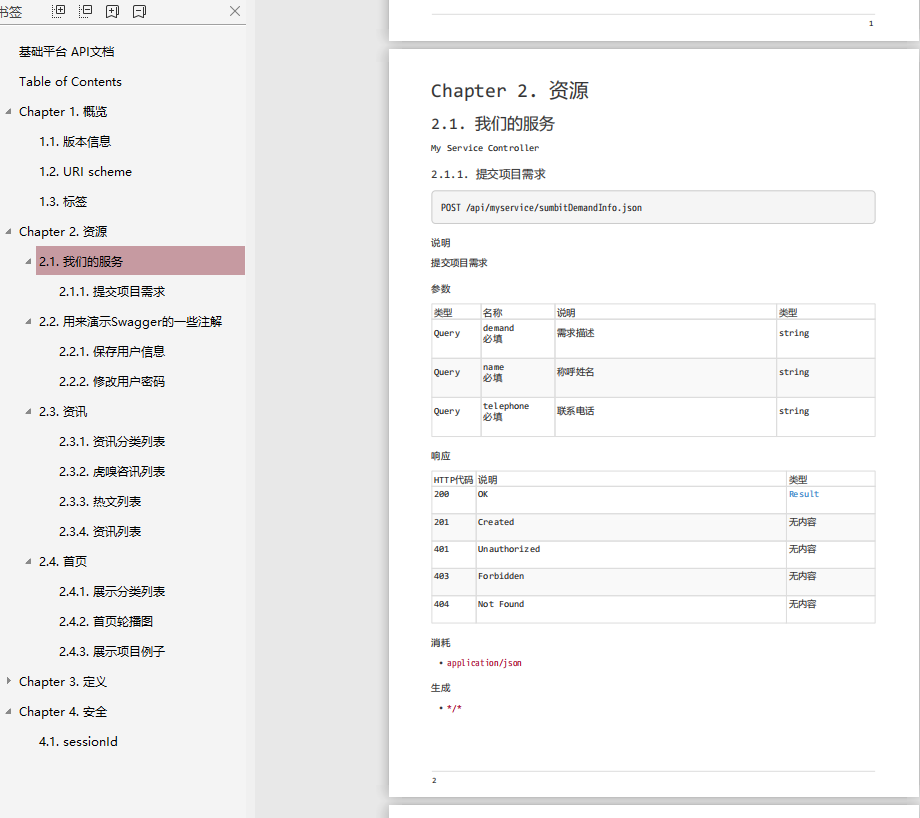 书签
基础平台 API文档
Table of Contents
Chapter 1. 概览
1.1. 版本信息
1.2. URI scheme
1.3. 标签
Chapter 2. 资源
2.1. 我们的服务
2.1.1. 提交项目需求
2.2. 用来演示Swagger的一些注解
2.2.1. 保存用户信息
2.2.2. 修改用户密码
2.3. 资讯
2.3.1. 资讯分类列表
2.3.2. 虎嗅咨讯列表
2.3.3. 热文列表
2.3.4. 资讯列表
2.4. 首页
2.4.1. 展示分类列表
2.4.2. 首页轮播图
2.4.3. 展示项目例子
Chapter 3. 定义
Chapter 4. 安全
4.1. sessionId
1
Chapter 2. 资源
2.1. 我们的服务
My Service Controller
2.1.1. 提交项目需求
POST /api/myservice/sumbitDemandInfo.json
说明
提交项目需求
参数
类型 名称 说明 类型
Query demand 必填 需求描述 string
Query name 必填 称呼姓名 string
Query telephone 必填 联系电话 string
响应
HTTP代码 说明 类型
200 OK Result
201 Created 无内容
401 Unauthorized 无内容
403 Forbidden 无内容
404 Not Found 无内容
消耗
• application/json
生成
• */*
2